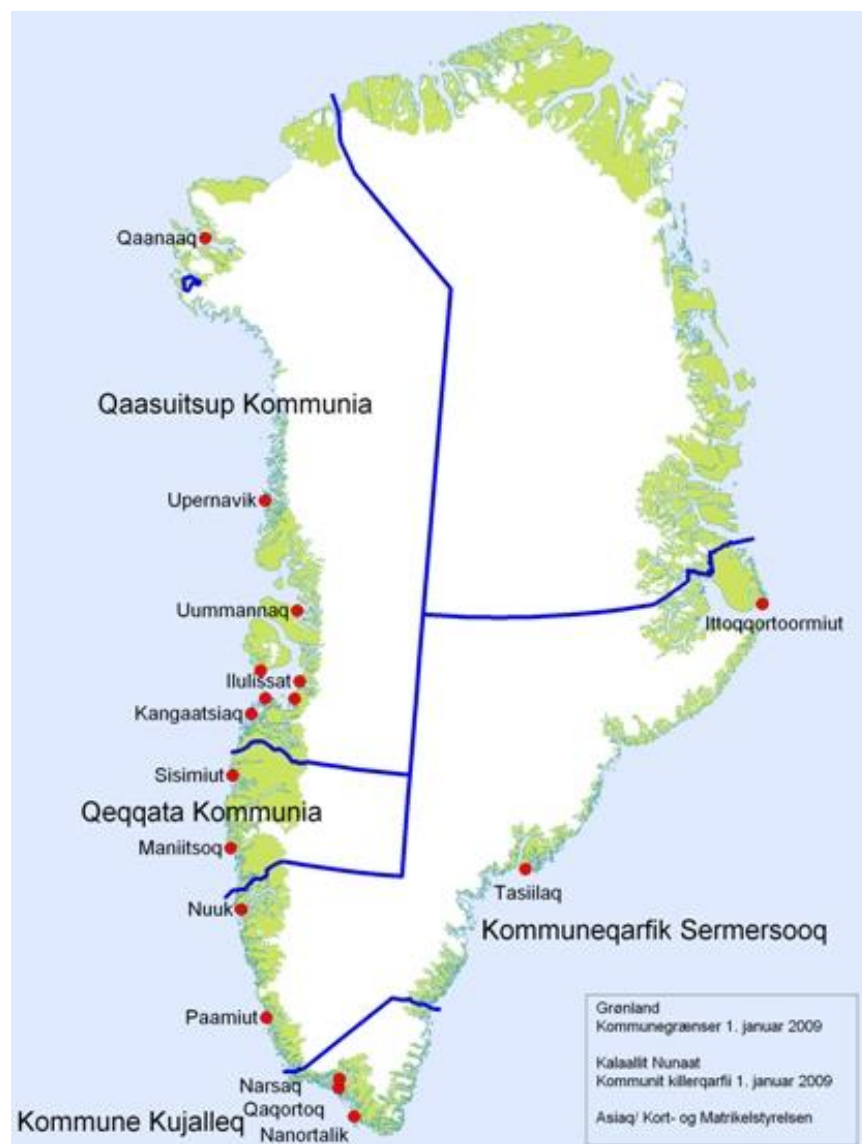 Qaanaaq
Qaasuitsup Kommunia
Upernavik
Uummannaq
Ittoqqortoormiut
Ilulissat
Kangaatsiaq
Sisimiut
Qeqqata Kommunia
Maniitsoq
Tasiilaq
Nuuk
Kommuneqarfik Sermersooq
Paamiut
Narsaq
Qaqortoq
Kommune Kujalleq
Nanortalik
Grønland
Kommunegrænser 1. januar 2009
Kalaallit Nunaat
Kommunit killerqarfii 1. januar 2009
Asiaq/ Kort- og Matrikelstyrelsen